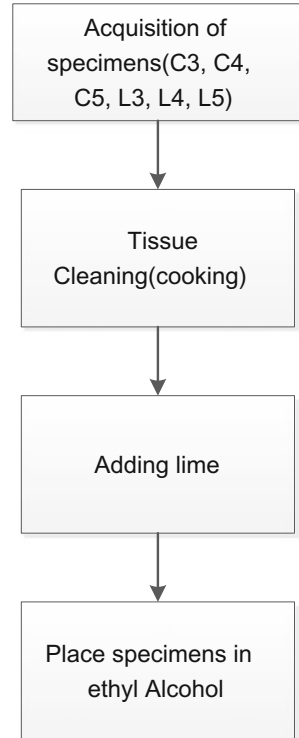 Acquisition of
specimens(C3, C4,
C5, L3, L4, L5)
Tissue
Cleaning(cooking)
Adding lime
Place specimens in
ethyl Alcohol